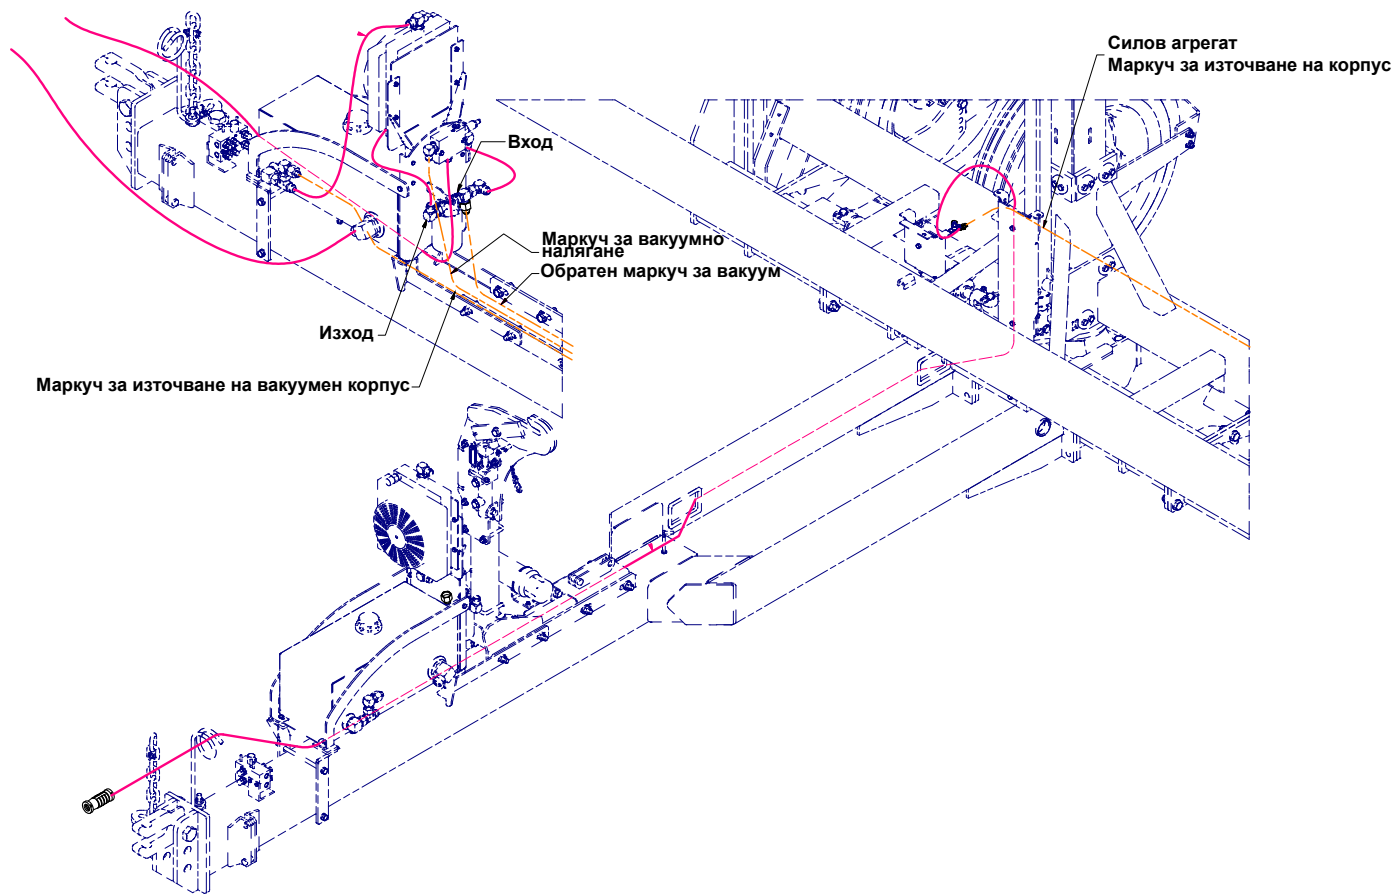 Силов агрегат
Маркуч за източване на корпус
Вход
Маркуч за вакуумно
налягане
Обратен маркуч за вакуум
Изход
Маркуч за източване на вакуумен корпус